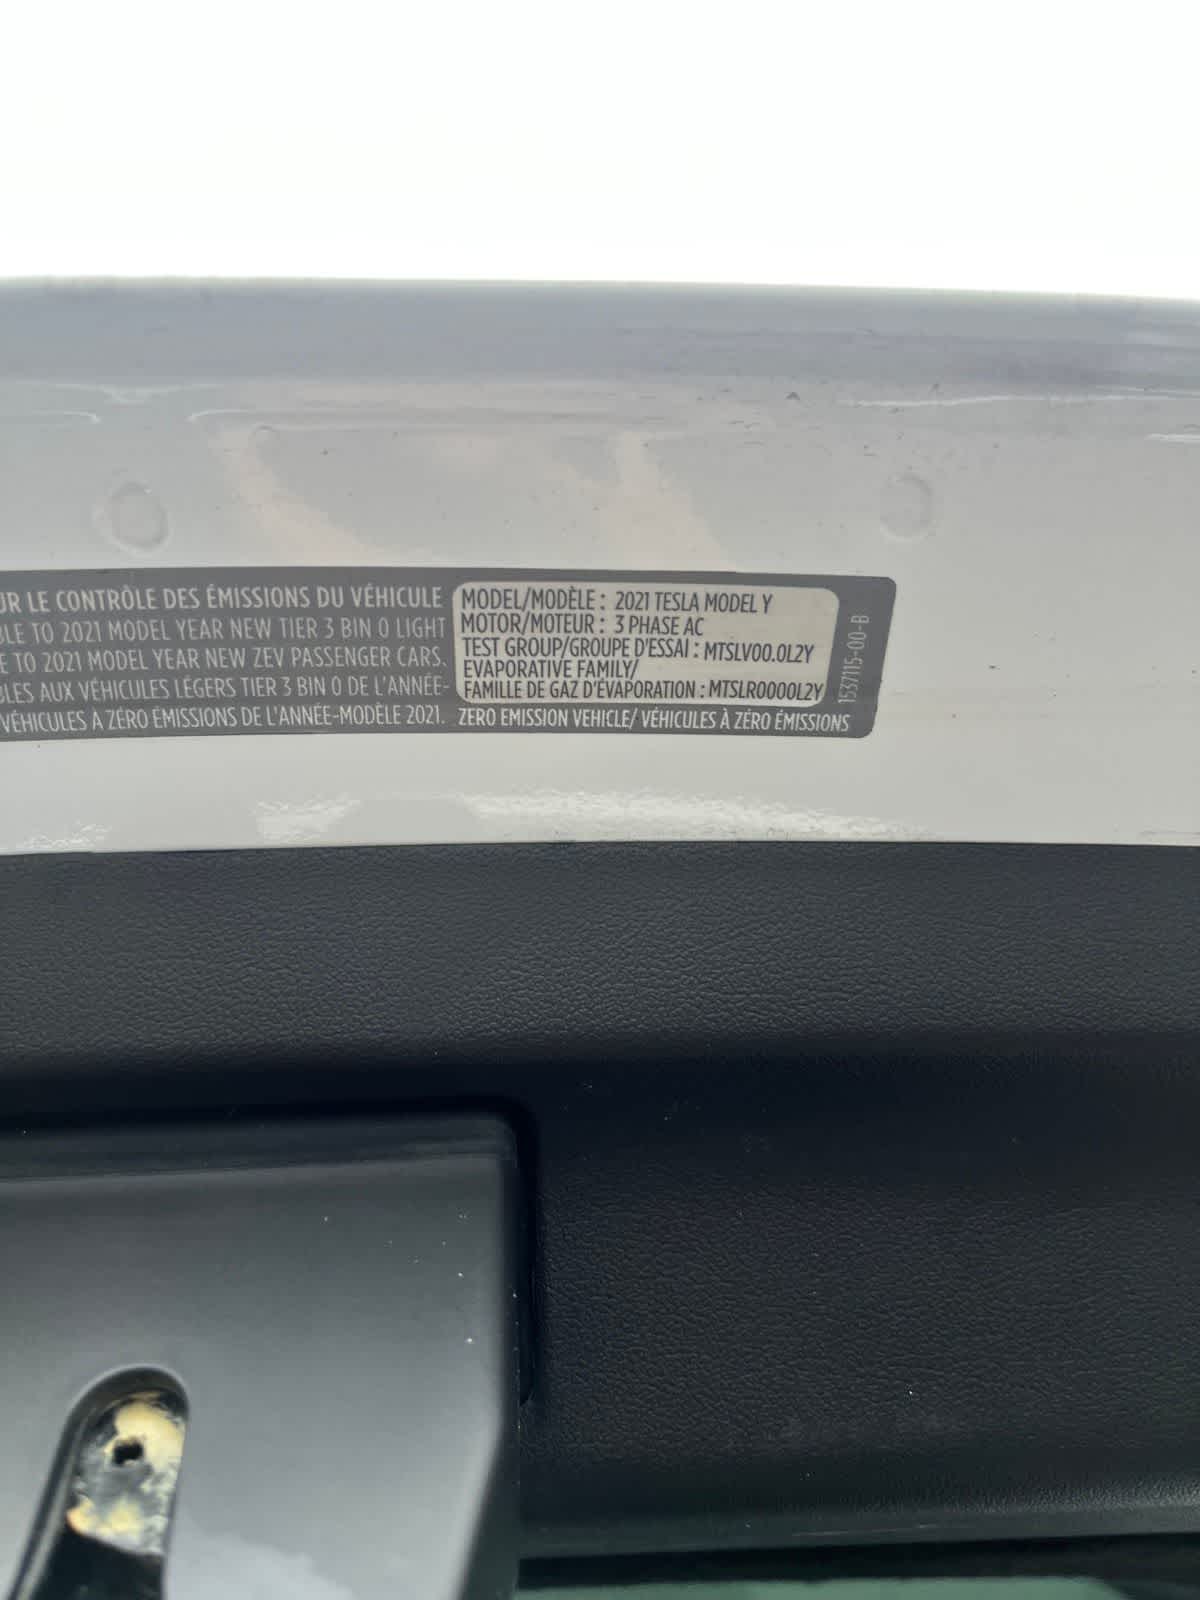 LE CONTRÔLE DES ÉMISSIONS DU VÉHICULE
TO 2021 MODEL YEAR NEW TIER 3 BIN 0 LIGHT
TO 2021 MODEL YEAR NEW ZEV PASSENGER CARS.
AUX VÉHICULES LÉGERS TIER 3 BIN 0 DE L'ANNÉE-
VÉHICULES À ZÉRO ÉMISSIONS DE L'ANNÉE-MODÈLE 2021.
MODEL/MODÈLE : 2021 TESLA MODEL Y
MOTOR/MOTEUR : 3 PHASE AC
TEST GROUP/GROUPE D'ESSAI : MTSLV00.0L2Y
EVAPORATIVE FAMILY/
FAMILLE DE GAZ D'ÉVAPORATION : MTSLR0000L2Y
ZERO EMISSION VEHICLE/ VÉHICULES À ZÉRO ÉMISSIONS
1537115-00-B